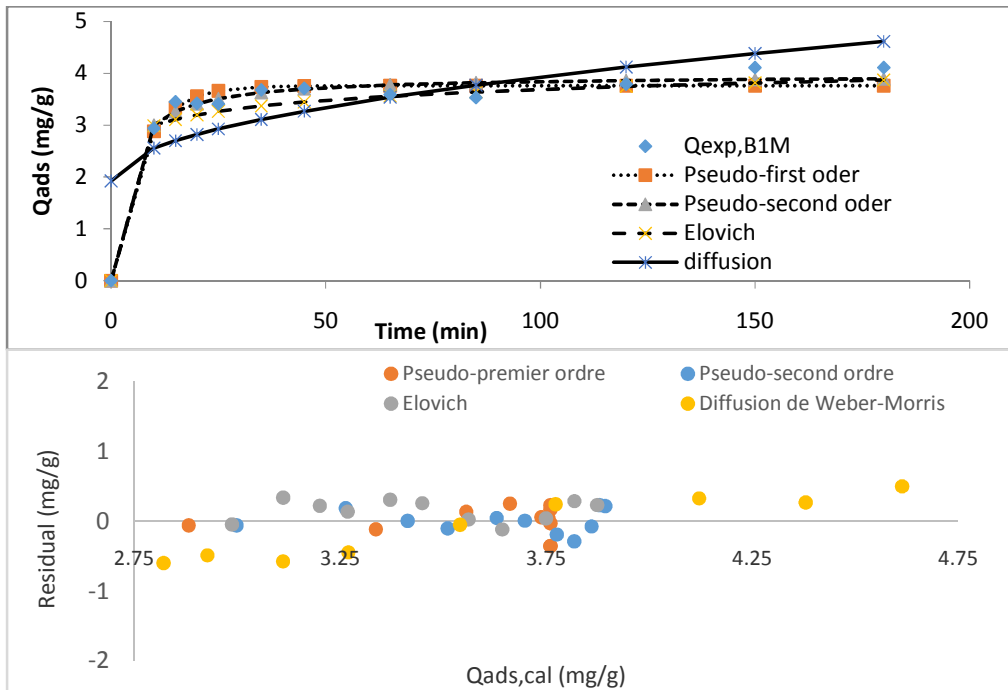 5
4
3
2
1
0
Qads (mg/g)
Qexp,B1M
Pseudo-first oder
Pseudo-second oder
Elovich
diffusion
0 50 100 150 200
Time (min)
2
1
0
-1
-2
Residual (mg/g)
Pseudo-premier ordre Pseudo-second ordre
Elovich Diffusion de Weber-Morris
2.75 3.25 3.75 4.25 4.75
Qads,cal (mg/g)